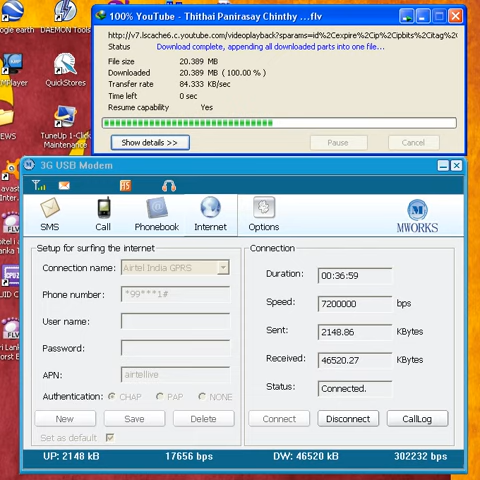 100% YouTube - Thithai Panirasay Chinthy ...flv
http://v7.lscache6.c.youtube.com/videoplayback?sparams=id%2Cexpire%2Cip%2Cipbits%2Citag%2
Status Download complete, appending all downloaded parts into one file...
File size 20.389 MB
Downloaded 20.389 MB ( 100.00 % )
Transfer rate 84.333 KB/sec
Time left 0 sec
Resume capability Yes
Show details >> Pause Cancel
oogle earth
DAEMON Tools
MPlayer
QuickStores
EWS
TuneUp 1-Click
Maintenance
3G USB Modem
SMS Call Phonebook Internet Options
MWORKS
Setup for surfing the internet
Connection name: Airtel India GPRS
Phone number: *99***1#
User name:
Password:
APN: airtellive
Authentication: CHAP PAP NONE
New Save Delete
Set as default
Connection
Duration: 00:36:59
Speed: 7200000 bps
Sent: 2148.86 KBytes
Received: 46520.27 KBytes
Status: Connected.
Connect Disconnect CallLog
UP: 2148 kB 17656 bps DW: 46520 kB 302232 bps